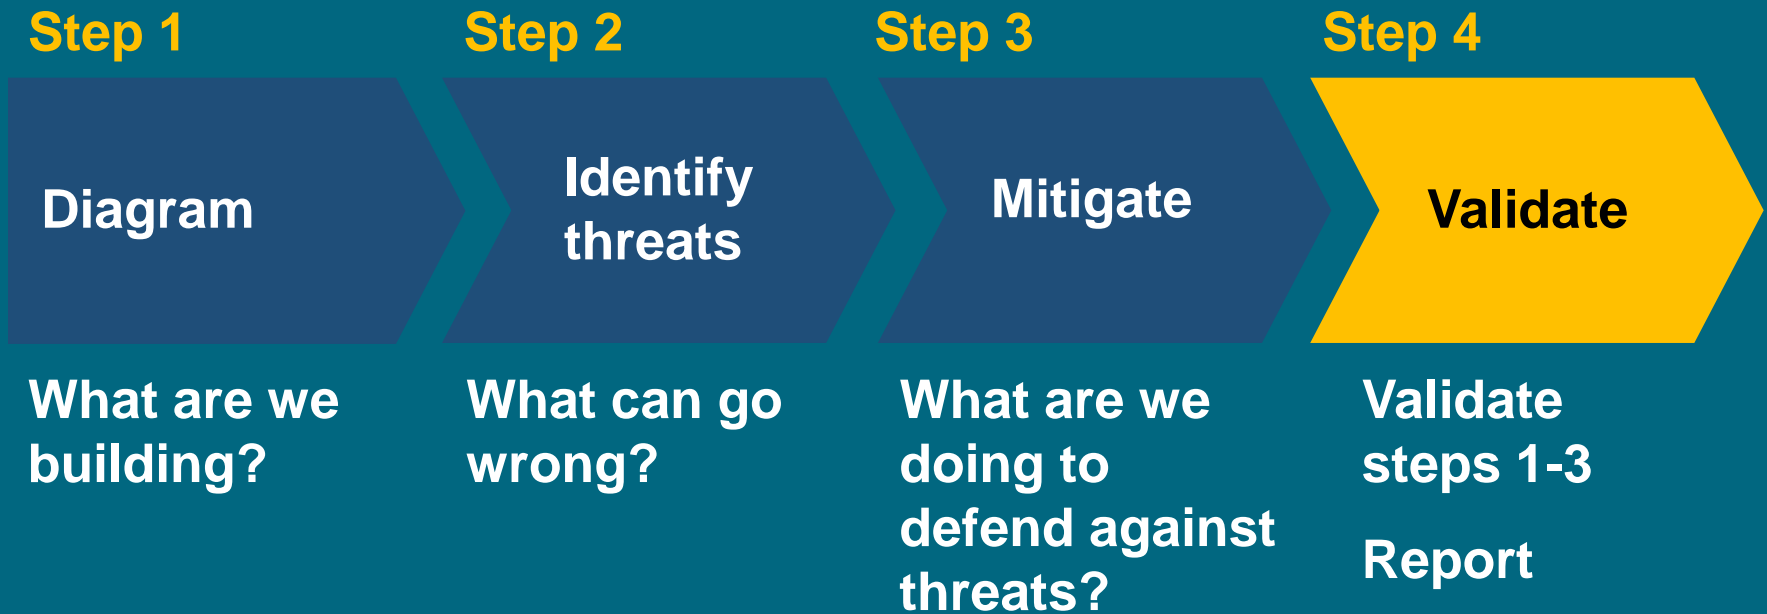 Step 1
Step 2
Step 3
Step 4
Diagram
Identify
threats
Mitigate
Validate
What are we
building?
What can go
wrong?
What are we
doing to
defend against
threats?
Validate
steps 1-3
Report